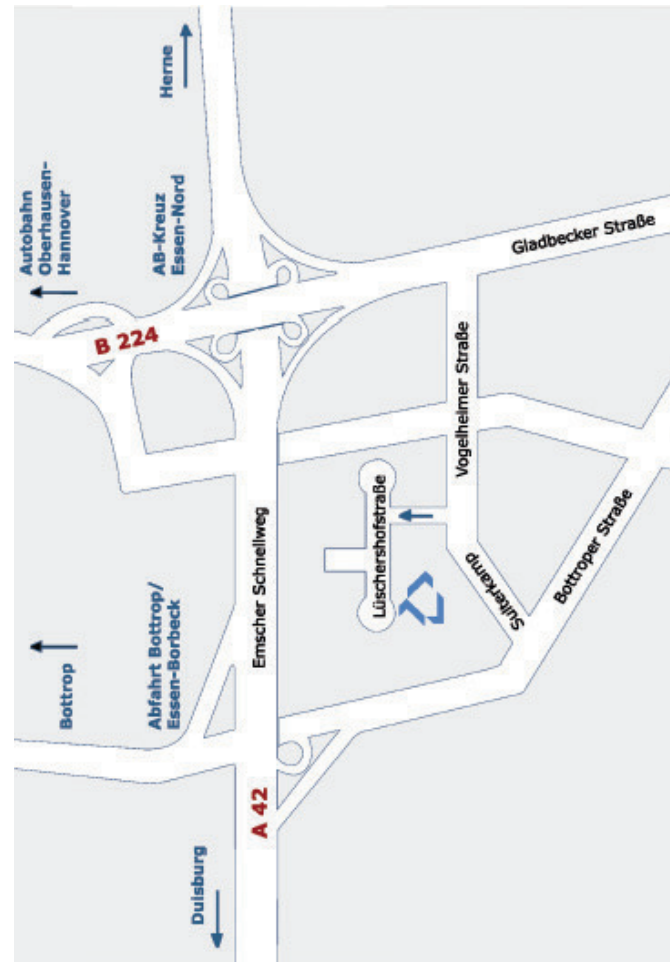 Herne
Autobahn
Oberhausen-
Hannover
AB-Kreuz
Essen-Nord
Gladbecker Straße
B 224
Vogelheimer Straße
Lüschershofstraße
Emscher Schnellweg
Bottroper Straße
Sulterkamp
Bottrop
Abfahrt Bottrop/
Essen-Borbeck
A 42
Duisburg